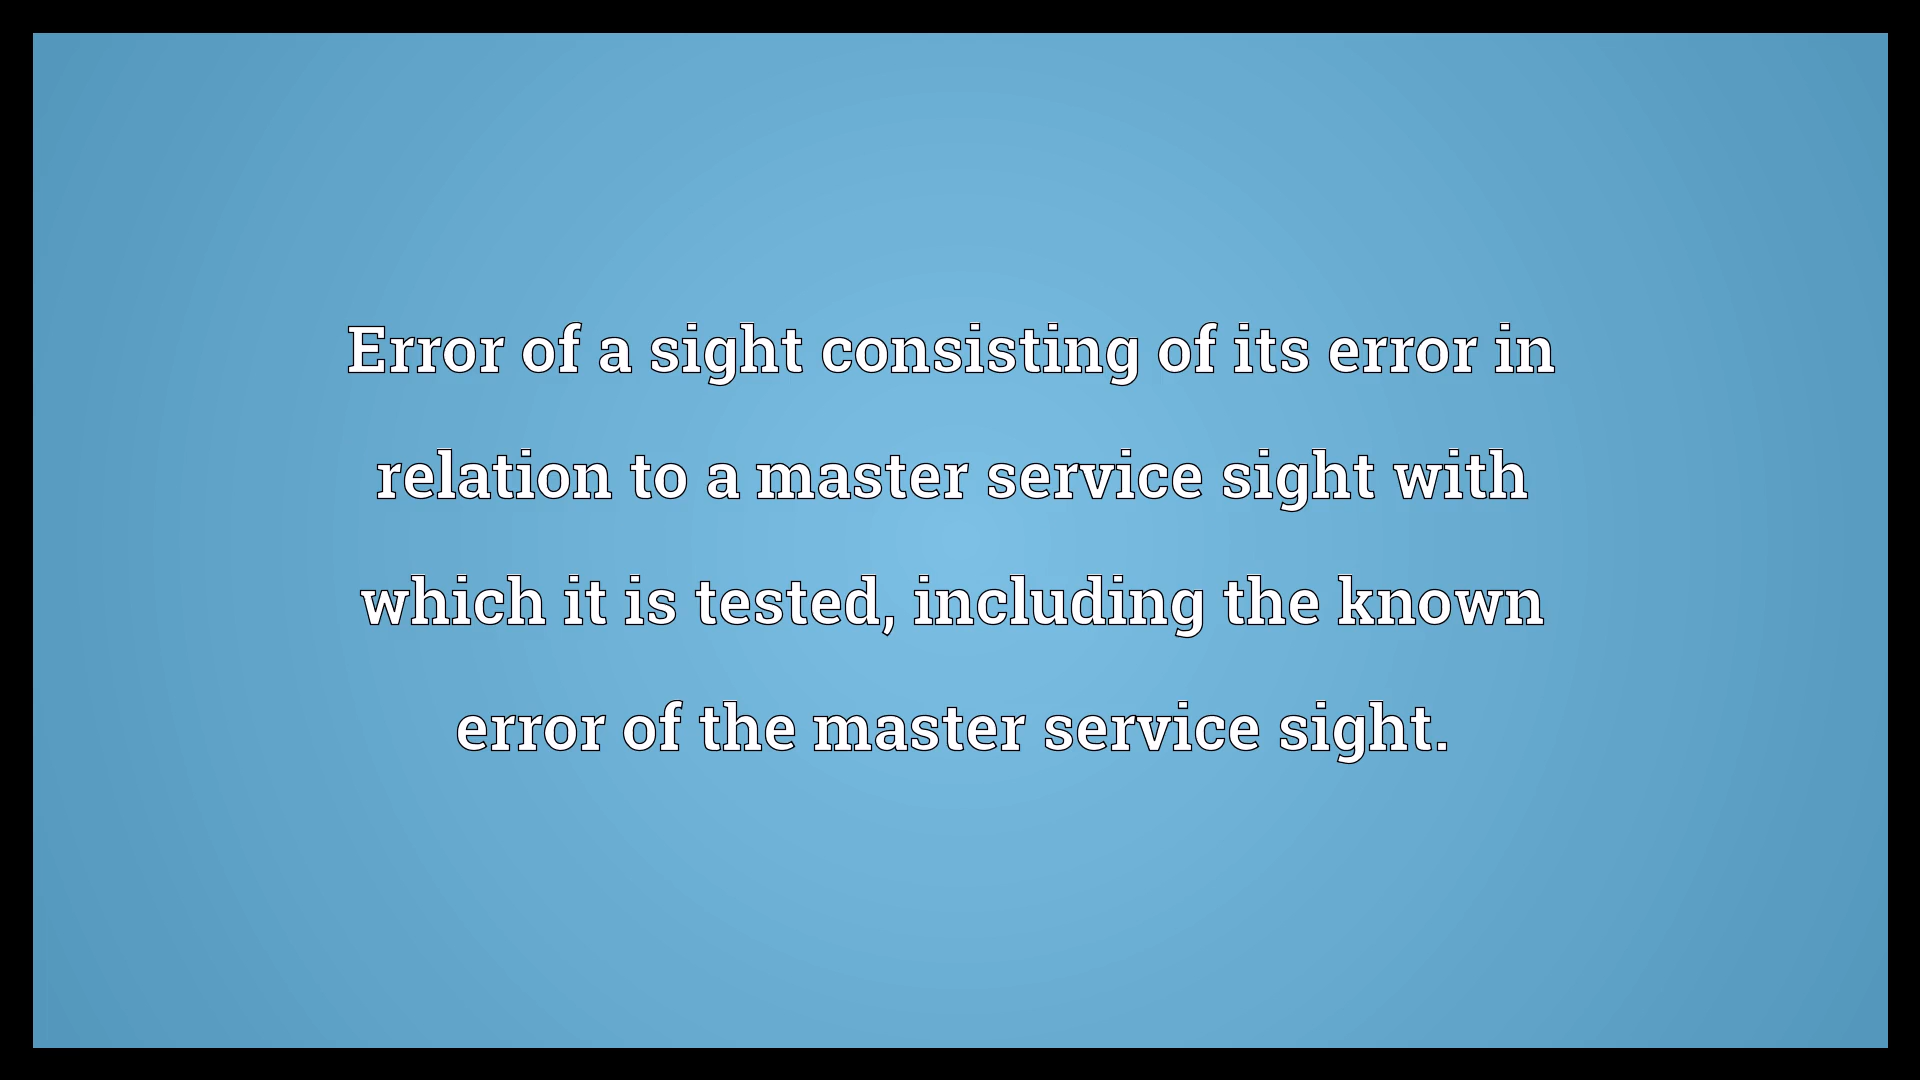 Error of a sight consisting of its error in
relation to a master service sight with
which it is tested, including the known
error of the master service sight.